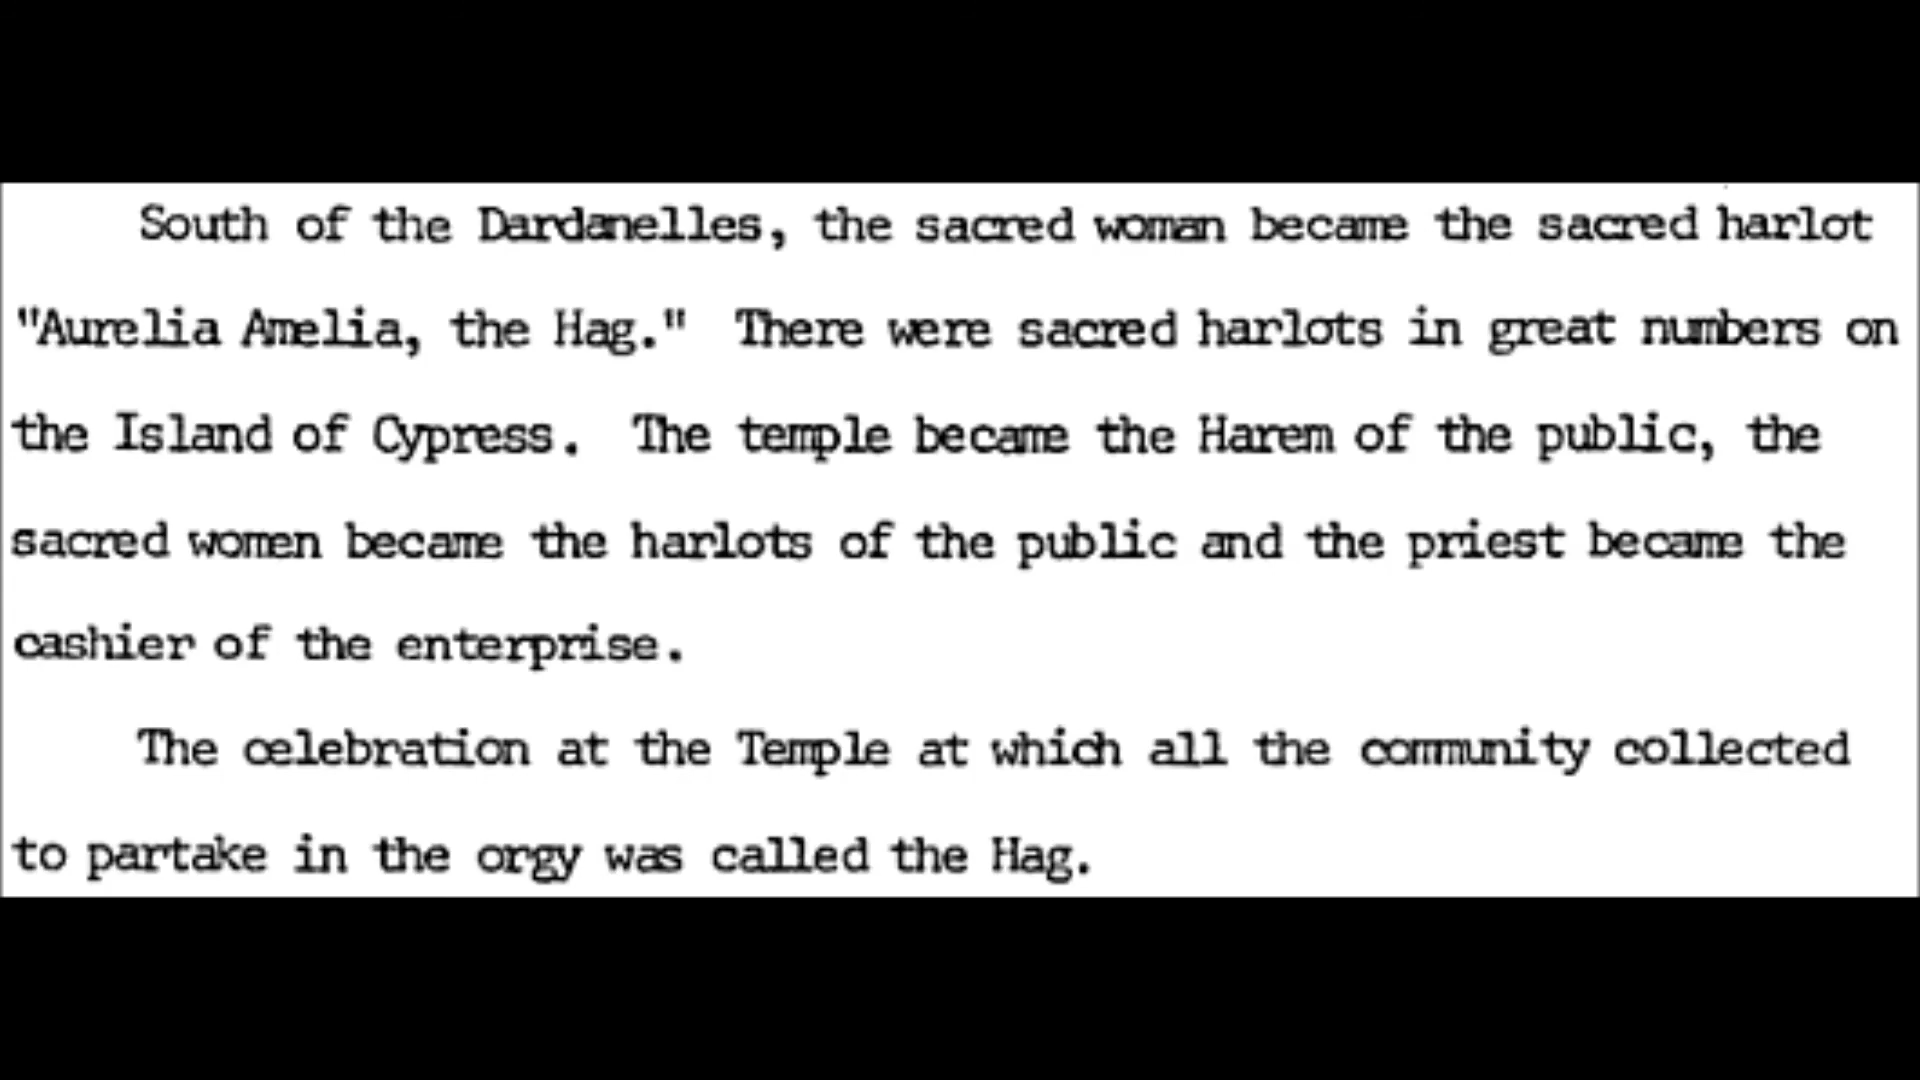 South of the Dardanelles, the sacred woman became the sacred harlot
"Aurelia Amelia, the Hag." There were sacred harlots in great numbers on
the Island of Cypress. The temple became the Harem of the public, the
sacred women became the harlots of the public and the priest became the
cashier of the enterprise.
The celebration at the Temple at which all the community collected
to partake in the orgy was called the Hag.